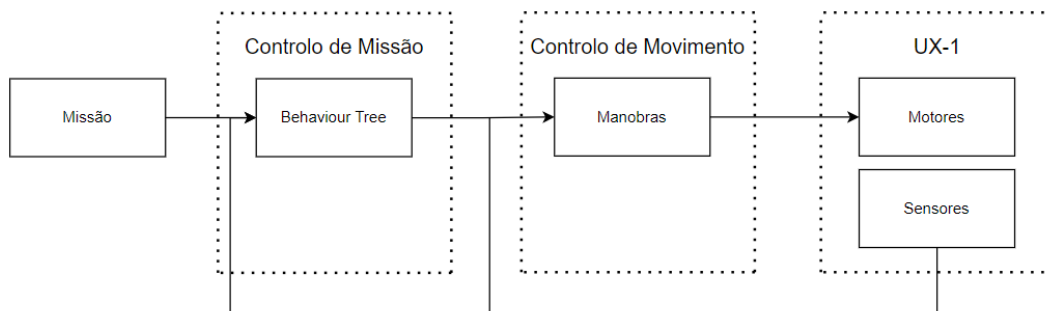 Controlo de Missão
Controlo de Movimento
UX-1
Missão
Behaviour Tree
Manobras
Motores
Sensores